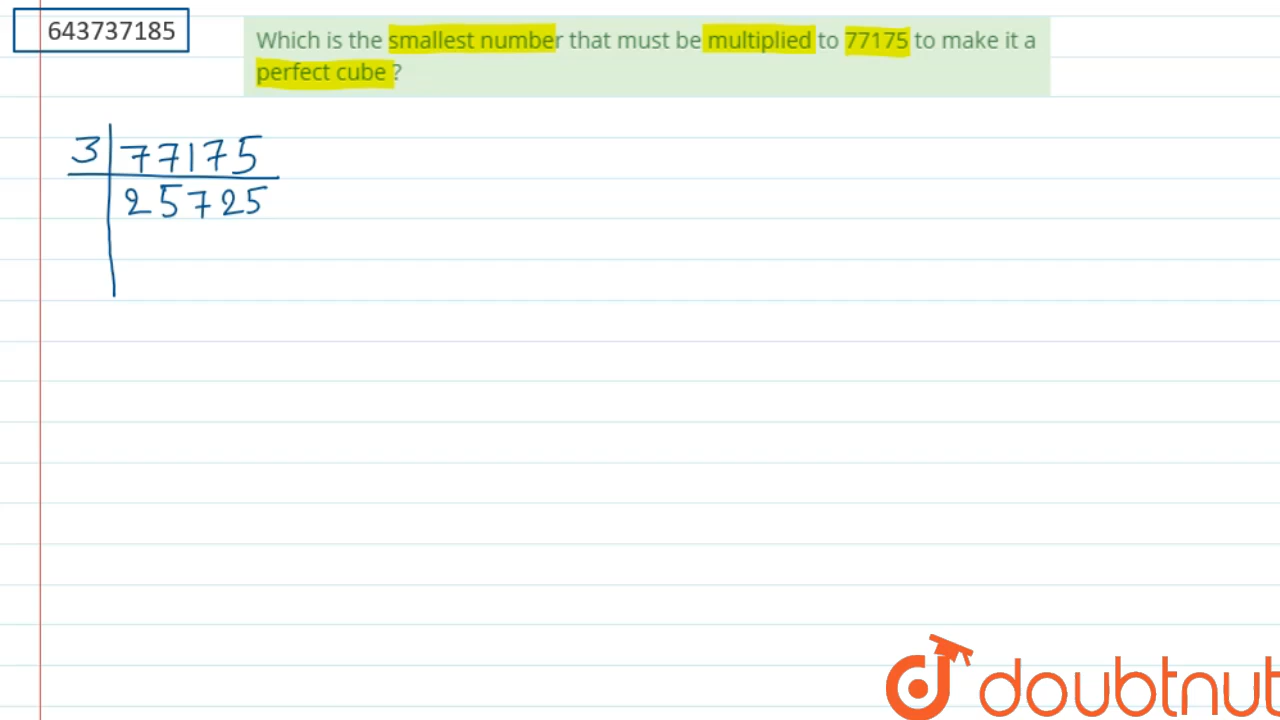 643737185
Which is the smallest number that must be multiplied to 77175 to make it a
perfect cube ?
3 77175
25725
doubtnut